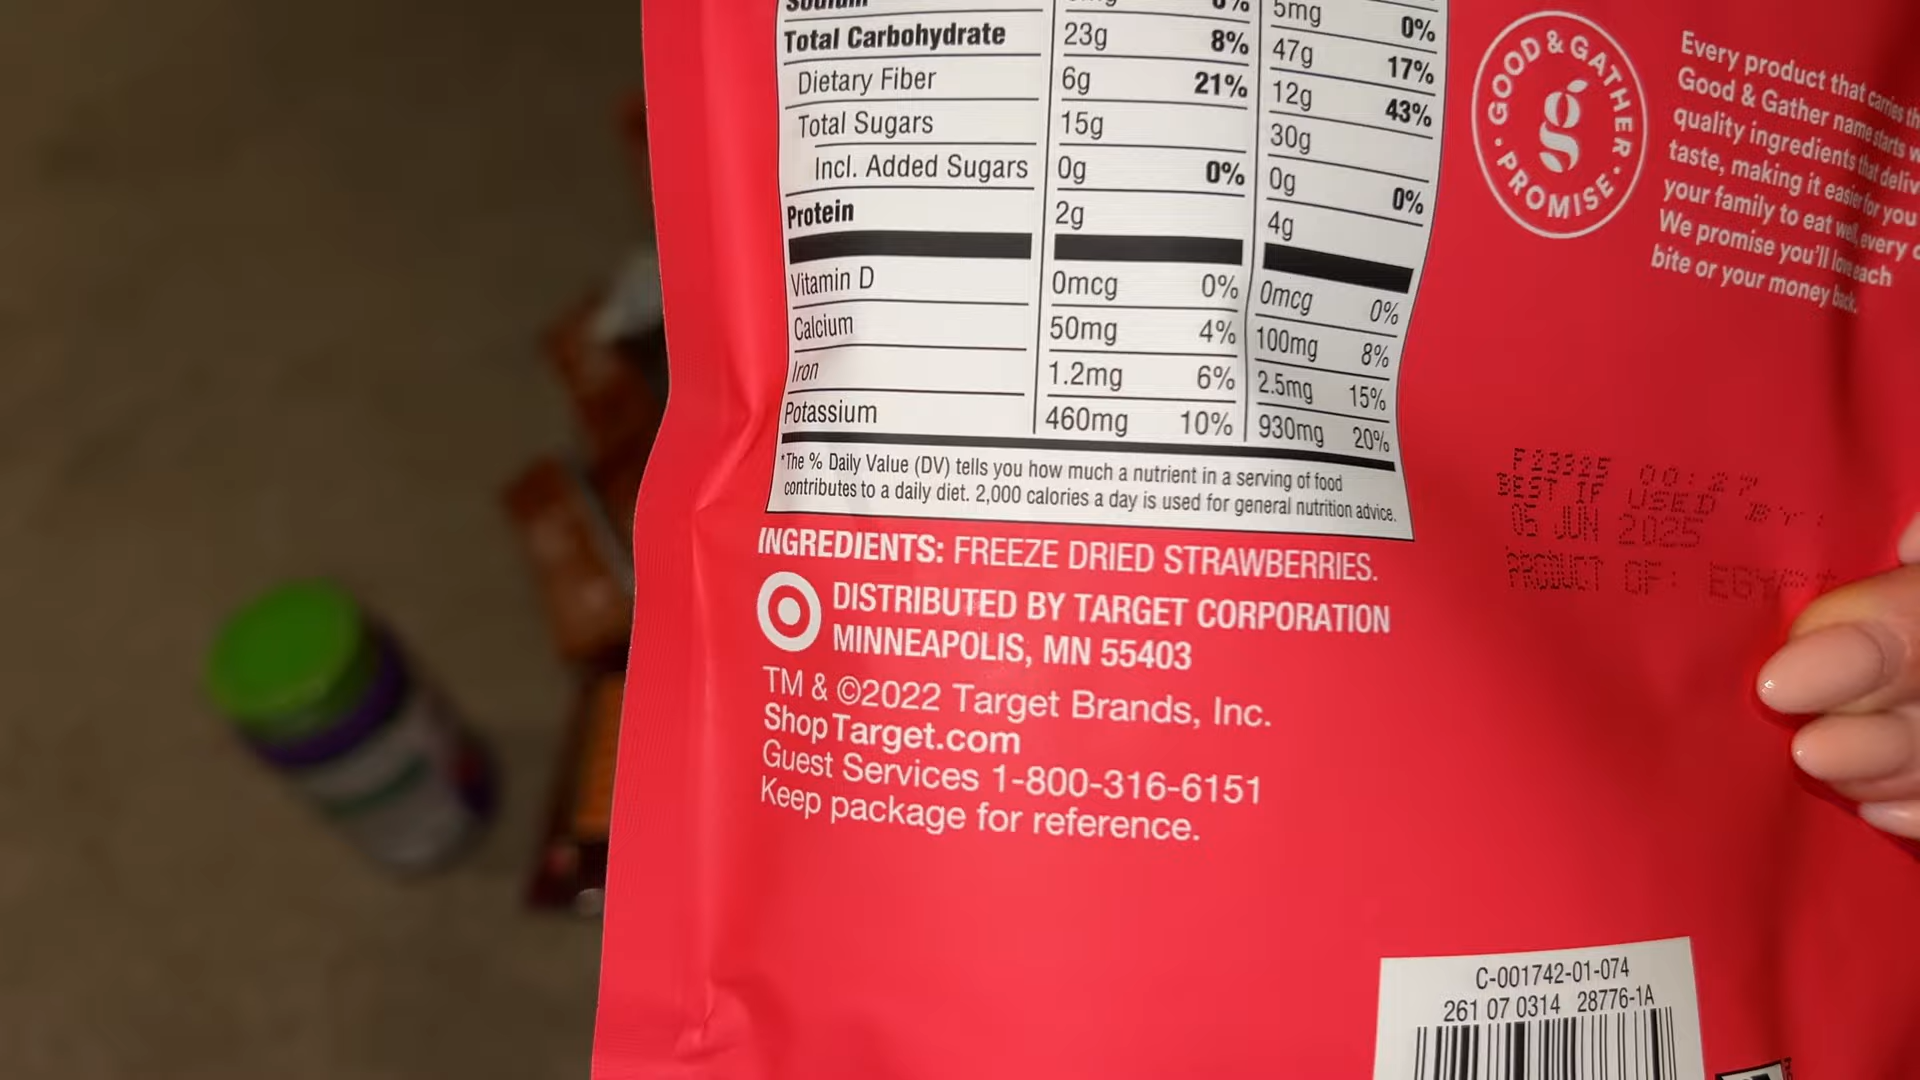 Sodium 0% 5mg 0%
Total Carbohydrate 23g 8% 47g 17%
Dietary Fiber 6g 21% 12g 43%
Total Sugars 15g 30g
Incl. Added Sugars 0g 0% 0g 0%
Protein 2g 4g
Vitamin D 0mcg 0% 0mcg 0%
Calcium 50mg 4% 100mg 8%
Iron 1.2mg 6% 2.5mg 15%
Potassium 460mg 10% 930mg 20%
*The % Daily Value (DV) tells you how much a nutrient in a serving of food
contributes to a daily diet. 2,000 calories a day is used for general nutrition advice.
INGREDIENTS: FREEZE DRIED STRAWBERRIES.
DISTRIBUTED BY TARGET CORPORATION
MINNEAPOLIS, MN 55403
TM & ©2022 Target Brands, Inc.
Shop Target.com
Guest Services 1-800-316-6151
Keep package for reference.
GOOD & GATHER • PROMISE •
g
Every product that carries
Good & Gather name starts
quality ingredients that
taste, making it easier for you
your family to eat well, every
We promise you'll love each
bite or your money back.
F23325 00:27
BEST IF USED BY:
05 JUN 2025
PRODUCT OF: EGYPT
C-001742-01-074
261 07 0314 28776-1A